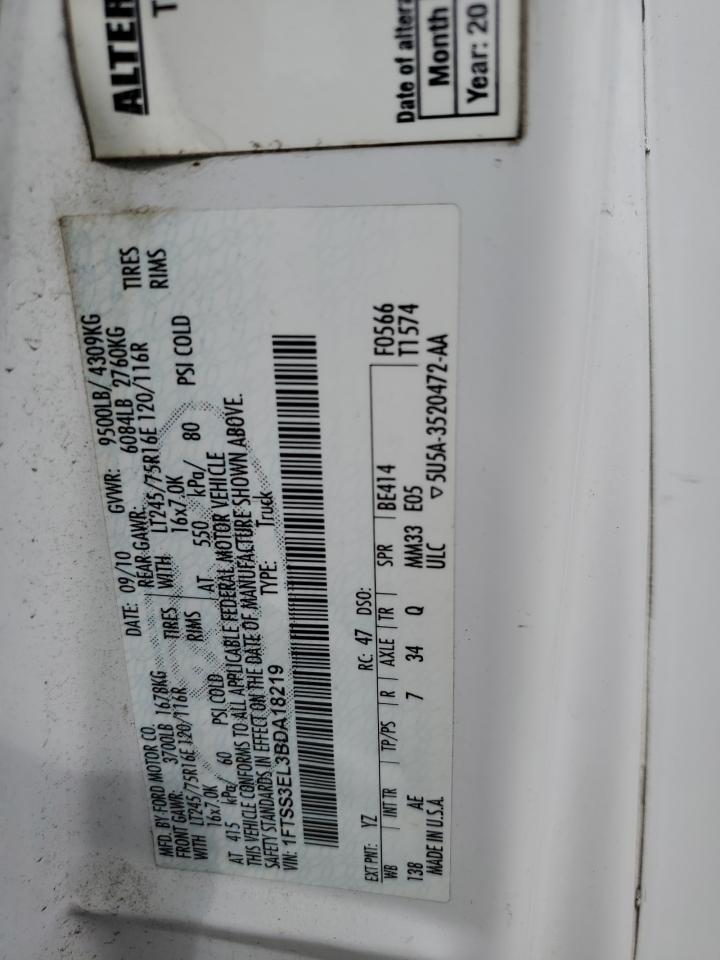 ALTER
T
Date of altera
Month
Year: 20
MFD. BY FORD MOTOR CO. DATE: 09/10 GVWR: 9500LB/ 4309KG
FRONT GAWR: 3700LB 1678KG REAR GAWR: 6084LB 2760KG
WITH LT245/75R16E 120/116R TIRES WITH LT245/75R16E 120/116R TIRES
16x7.0K RIMS 16x7.0K RIMS
AT 415 kPa/ 60 PSI COLD AT 550 kPa/ 80 PSI COLD
THIS VEHICLE CONFORMS TO ALL APPLICABLE FEDERAL MOTOR VEHICLE
SAFETY STANDARDS IN EFFECT ON THE DATE OF MANUFACTURE SHOWN ABOVE.
VIN: 1FTSS3EL3BDA18219 TYPE: Truck
F0566
T1574
EXT PNT: YZ RC: 47 DSO:
WB INT TR TP/PS R AXLE TR SPR BE414
138 AE 7 34 Q MM33 E05
MADE IN U.S.A. ULC ▽5U5A-3520472-AA